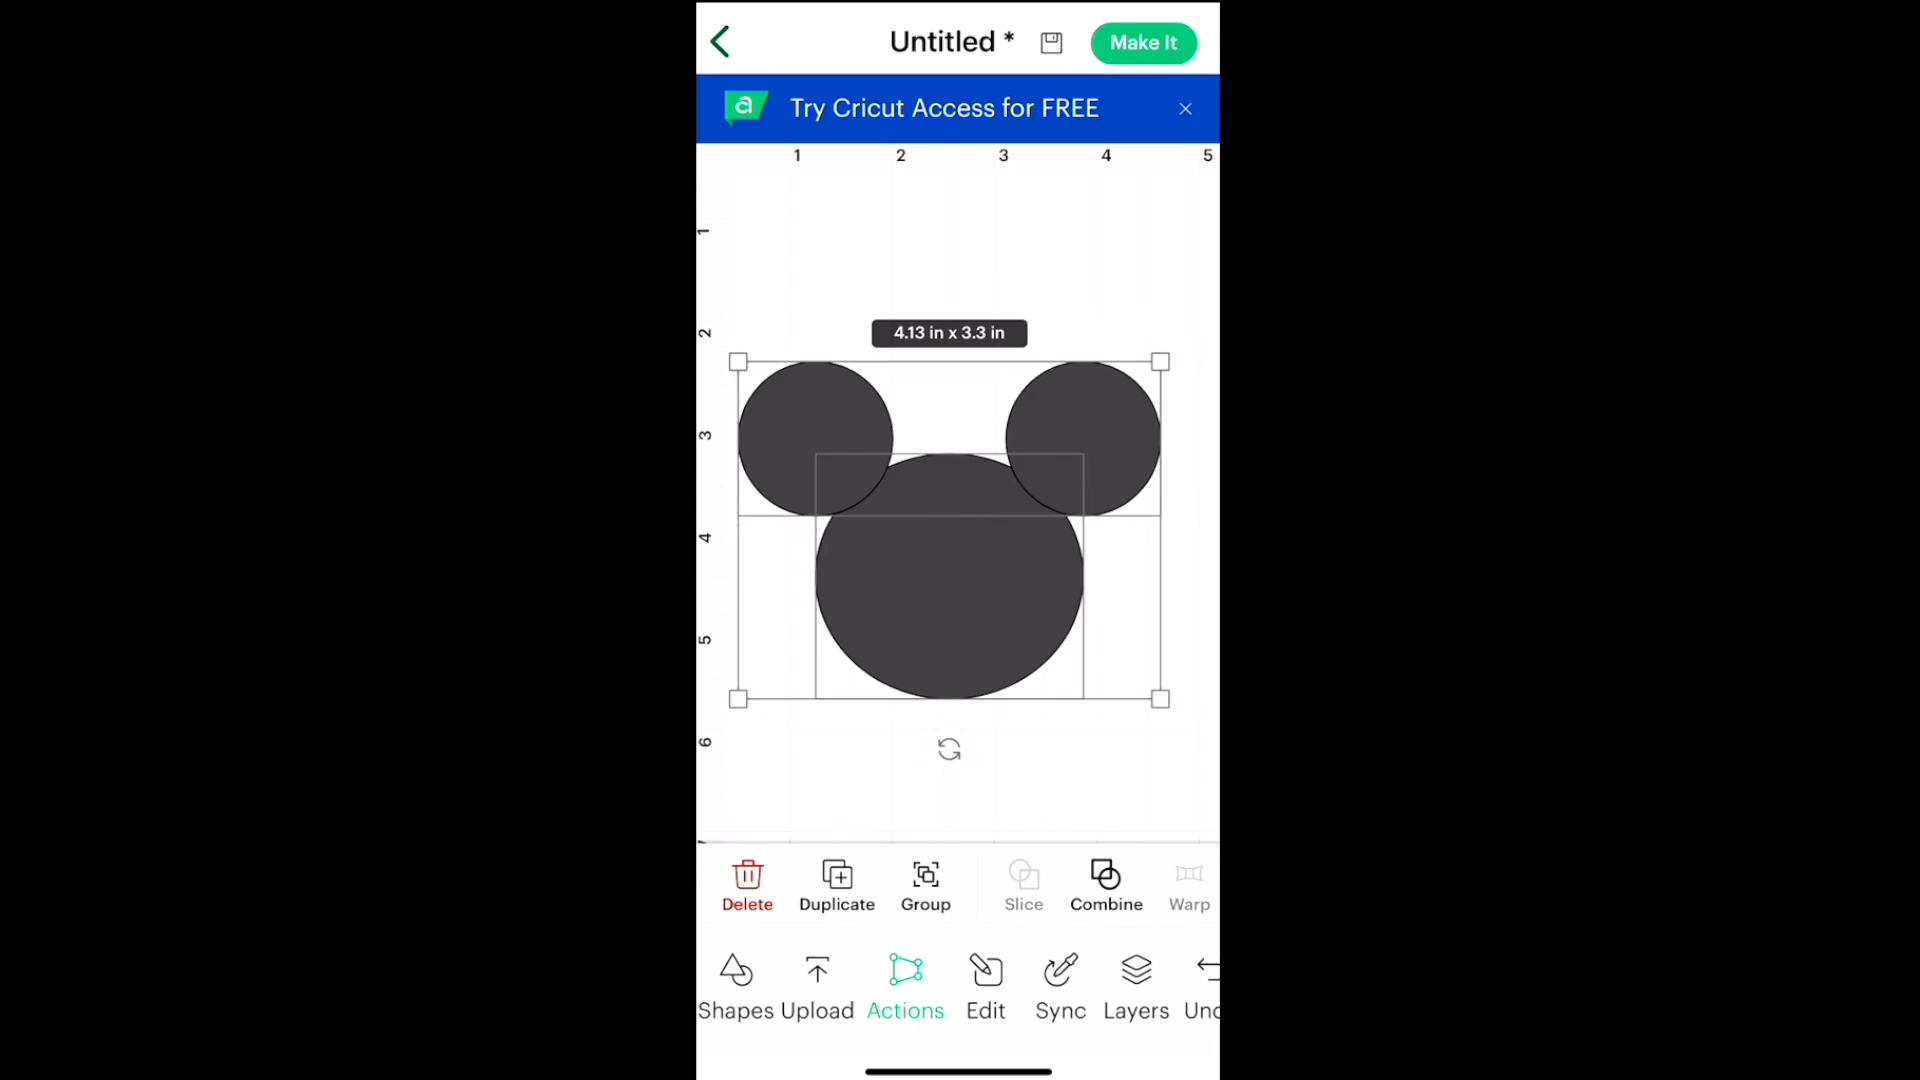 Untitled *
Make It
a Try Cricut Access for FREE
1 2 3 4 5
1
2
4.13 in x 3.3 in
3
4
5
6
Delete Duplicate Group Slice Combine Warp
Shapes Upload Actions Edit Sync Layers Und